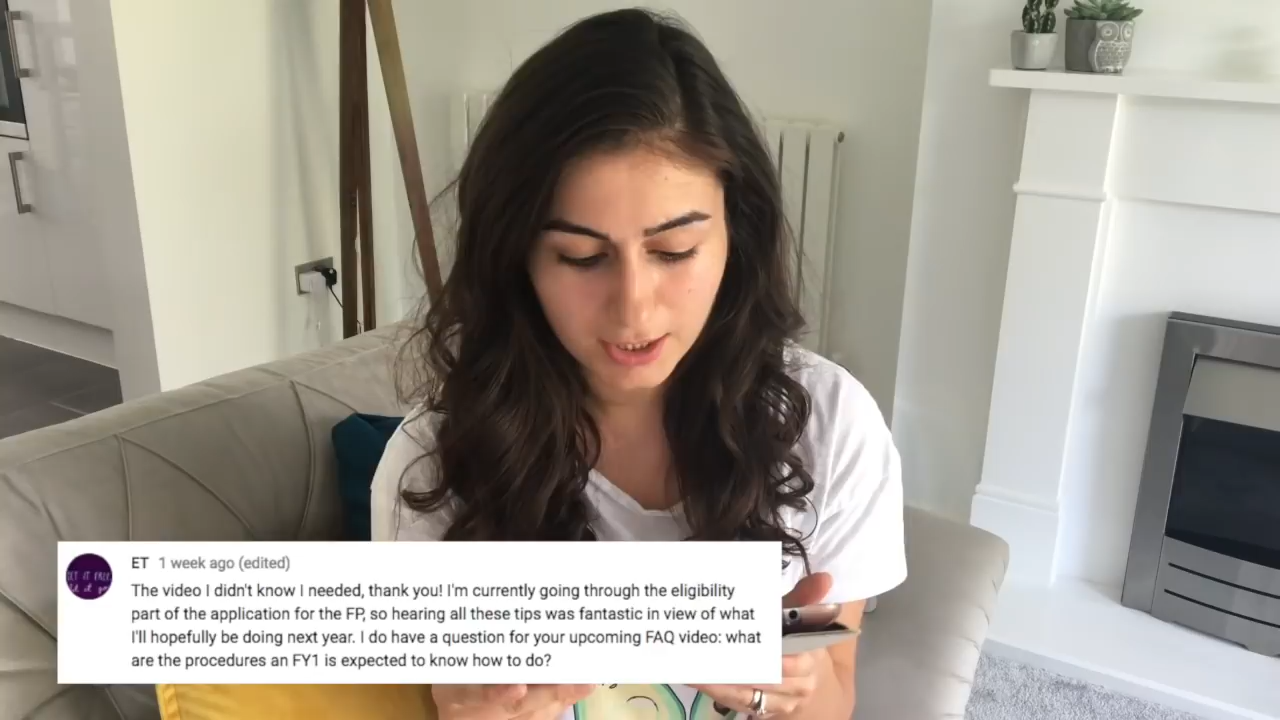 ET 1 week ago (edited)
The video I didn't know I needed, thank you! I'm currently going through the eligibility
part of the application for the FP, so hearing all these tips was fantastic in view of what
I'll hopefully be doing next year. I do have a question for your upcoming FAQ video: what
are the procedures an FY1 is expected to know how to do?